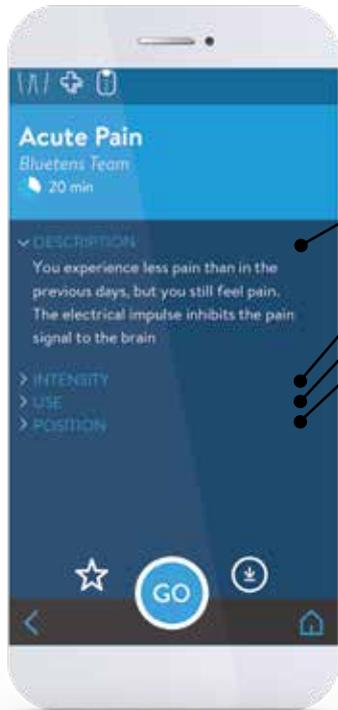 Acute Pain
Bluetens Team
20 min
DESCRIPTION
You experience less pain than in the
previous days, but you still feel pain.
The electrical impulse inhibits the pain
signal to the brain
INTENSITY
USE
POSITION
GO